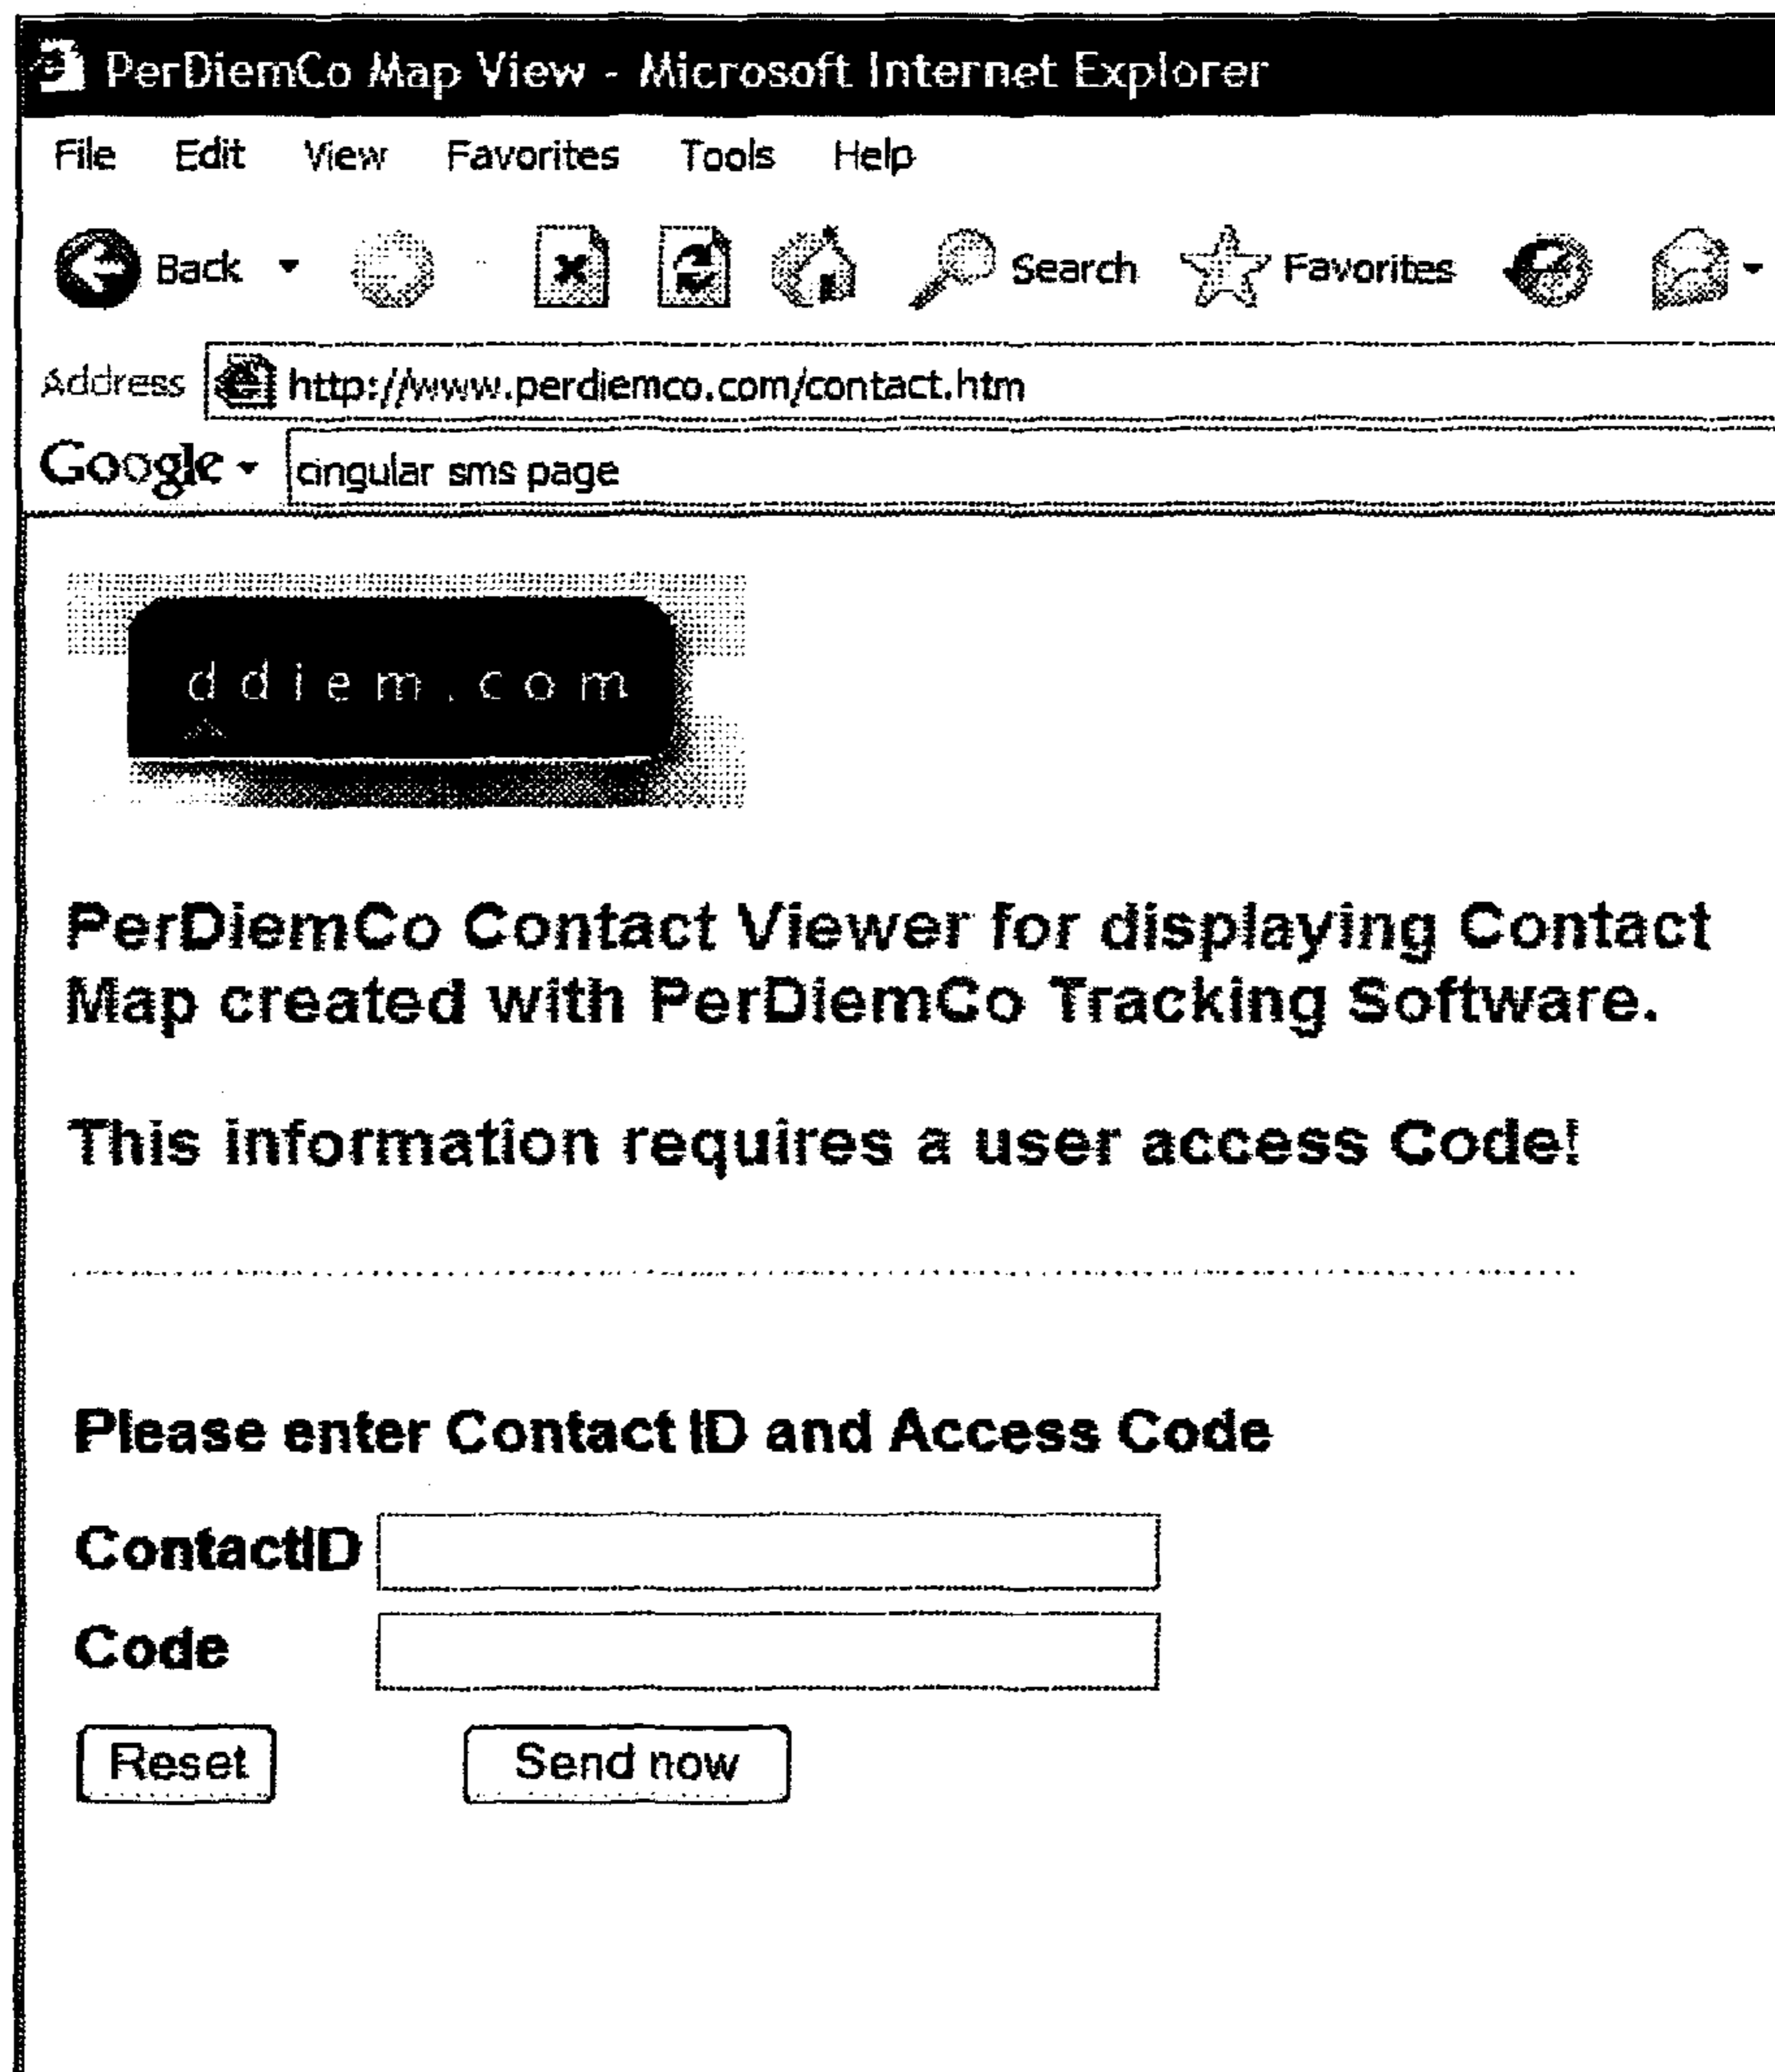 PerDiemCo Map View - Microsoft Internet Explorer
File Edit View Favorites Tools Help
Back Search Favorites
Address http://www.perdiemco.com/contact.htm
Google cingular sms page
ddiem.com
PerDiemCo Contact Viewer for displaying Contact
Map created with PerDiemCo Tracking Software.
This information requires a user access Code!
Please enter Contact ID and Access Code
ContactID
Code
Reset Send now